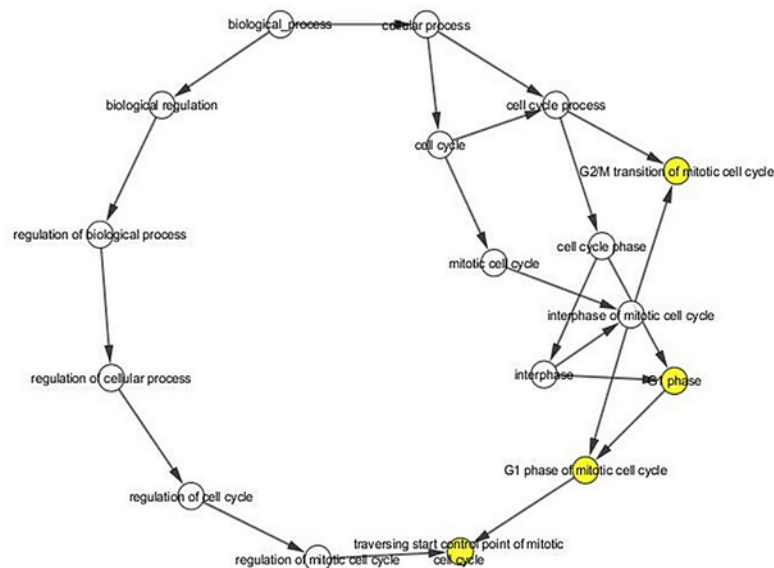 biological_process
cellular process
biological regulation
cell cycle process
cell cycle
G2/M transition of mitotic cell cycle
regulation of biological process
cell cycle phase
mitotic cell cycle
interphase of mitotic cell cycle
regulation of cellular process
interphase
G1 phase
G1 phase of mitotic cell cycle
regulation of cell cycle
traversing start control point of mitotic
cell cycle
regulation of mitotic cell cycle